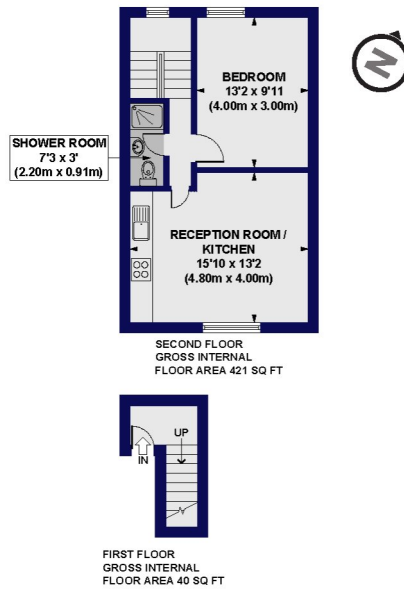 N
BEDROOM
13'2 x 9'11
(4.00m x 3.00m)
SHOWER ROOM
7'3 x 3'
(2.20m x 0.91m)
RECEPTION ROOM /
KITCHEN
15'10 x 13'2
(4.80m x 4.00m)
SECOND FLOOR
GROSS INTERNAL
FLOOR AREA 421 SQ FT
UP
IN
FIRST FLOOR
GROSS INTERNAL
FLOOR AREA 40 SQ FT